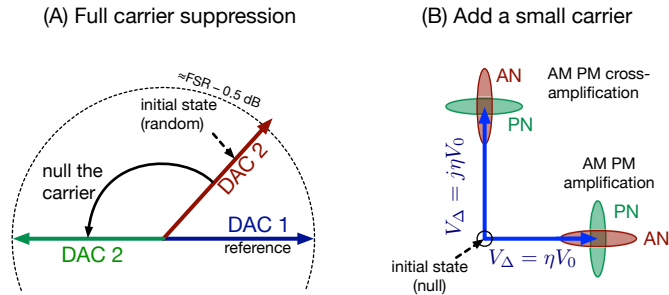 (A) Full carrier suppression
≈FSR – 0.5 dB
initial state
(random)
DAC 2
null the
carrier
DAC 1
reference
DAC 2
(B) Add a small carrier
AN
PN
AM PM cross-
amplification
V_Δ = jηV_0
AM PM
amplification
PN
AN
initial state
(null)
V_Δ = ηV_0